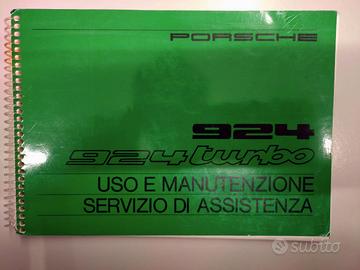 PORSCHE
924
924 turbo
USO E MANUTENZIONE
SERVIZIO DI ASSISTENZA
subito